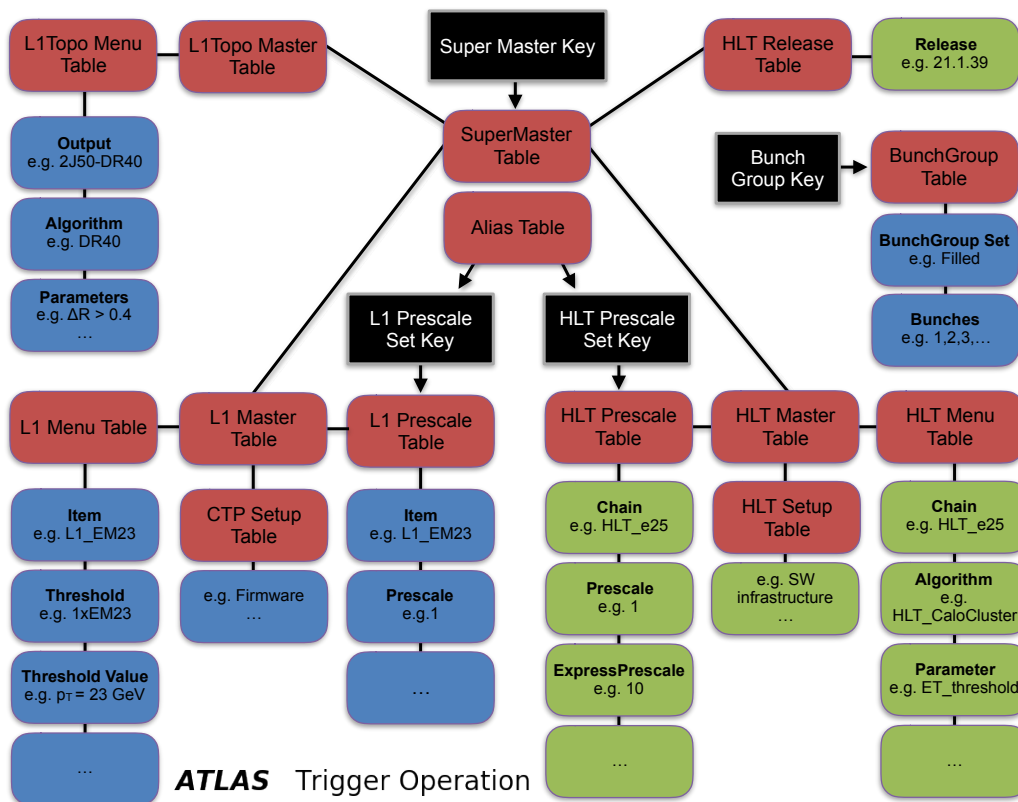 L1Topo Menu
Table
L1Topo Master
Table
Super Master Key
HLT Release
Table
Release
e.g. 21.1.39
Output
e.g. 2J50-DR40
SuperMaster
Table
Bunch
Group Key
BunchGroup
Table
Algorithm
e.g. DR40
Alias Table
BunchGroup Set
e.g. Filled
Parameters
e.g. ΔR > 0.4
…
L1 Prescale
Set Key
HLT Prescale
Set Key
Bunches
e.g. 1,2,3,…
L1 Menu Table
L1 Master
Table
L1 Prescale
Table
HLT Prescale
Table
HLT Master
Table
HLT Menu
Table
Item
e.g. L1_EM23
CTP Setup
Table
Item
e.g. L1_EM23
Chain
e.g. HLT_e25
HLT Setup
Table
Chain
e.g. HLT_e25
Threshold
e.g. 1xEM23
e.g. Firmware
…
Prescale
e.g.1
Prescale
e.g. 1
e.g. SW
infrastructure
…
Algorithm
e.g.
HLT_CaloCluster
Threshold Value
e.g. pT = 23 GeV
…
ExpressPrescale
e.g. 10
Parameter
e.g. ET_threshold
…
…
…
ATLAS Trigger Operation